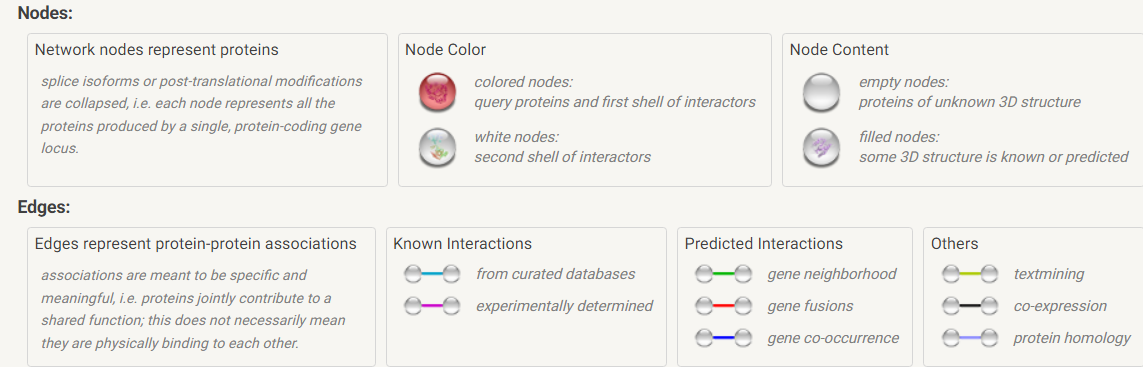 Nodes:
Network nodes represent proteins
splice isoforms or post-translational modifications
are collapsed, i.e. each node represents all the
proteins produced by a single, protein-coding gene
locus.
Node Color
colored nodes:
query proteins and first shell of interactors
white nodes:
second shell of interactors
Node Content
empty nodes:
proteins of unknown 3D structure
filled nodes:
some 3D structure is known or predicted
Edges:
Edges represent protein-protein associations
associations are meant to be specific and
meaningful, i.e. proteins jointly contribute to a
shared function; this does not necessarily mean
they are physically binding to each other.
Known Interactions
from curated databases
experimentally determined
Predicted Interactions
gene neighborhood
gene fusions
gene co-occurrence
Others
textmining
co-expression
protein homology